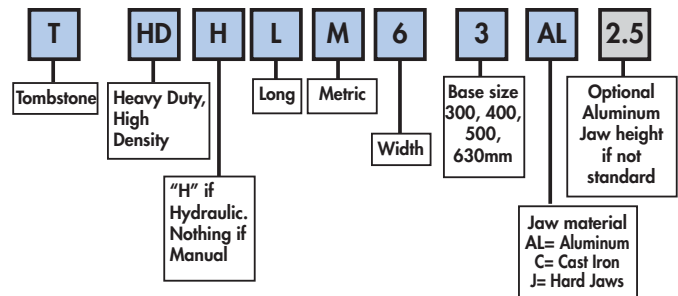 T HD H L M 6 3 AL 2.5
Tombstone
Heavy Duty,
High
Density
"H" if
Hydraulic.
Nothing if
Manual
Long
Metric
Width
Base size
300, 400,
500,
630mm
Jaw material
AL= Aluminum
C= Cast Iron
J= Hard Jaws
Optional
Aluminum
Jaw height
if not
standard